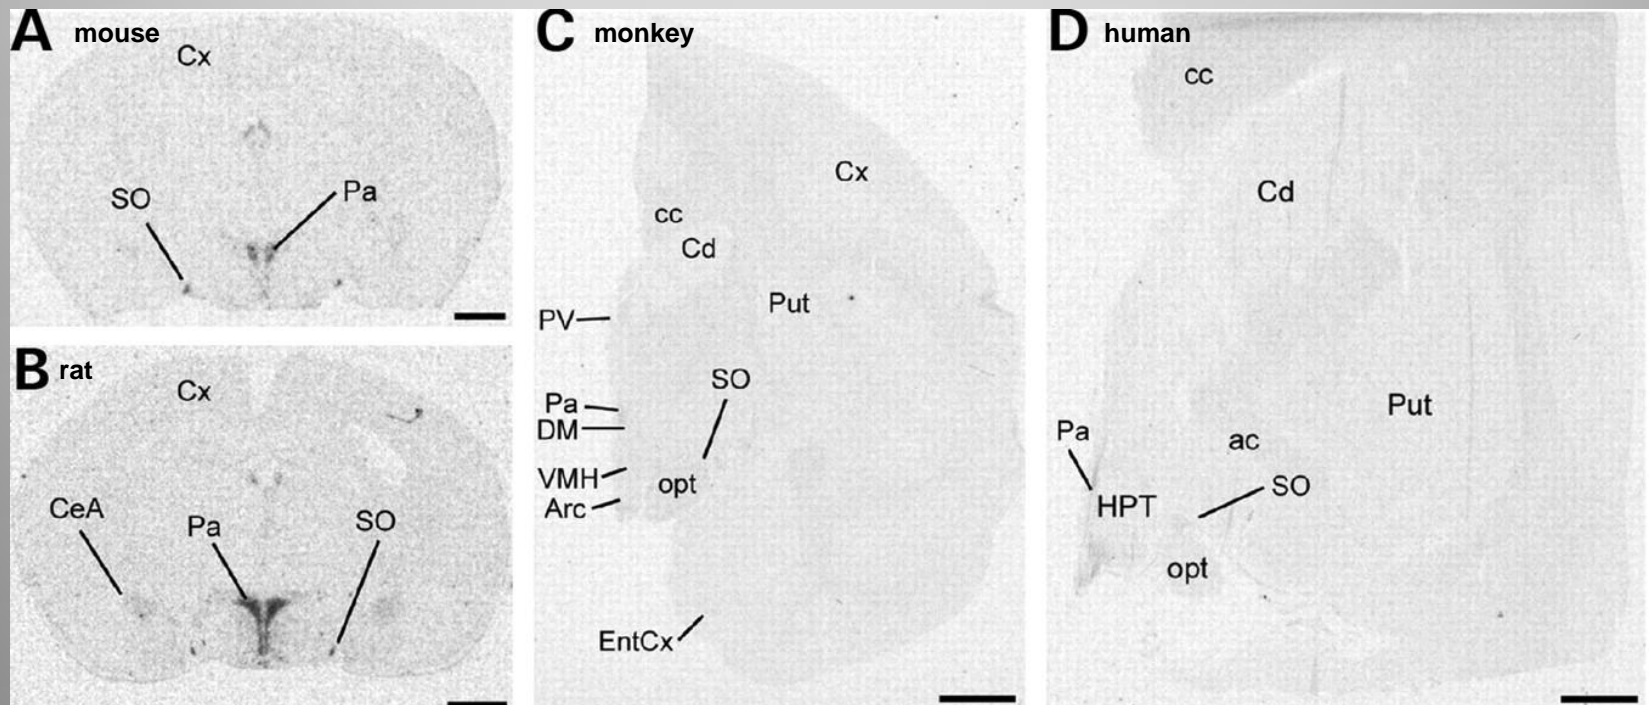 A mouse
Cx
SO
Pa
B rat
Cx
CeA
Pa
SO
C monkey
Cx
cc
Cd
Put
PV
SO
Pa
DM
VMH
opt
Arc
EntCx
D human
cc
Cd
Put
Pa
ac
SO
HPT
opt